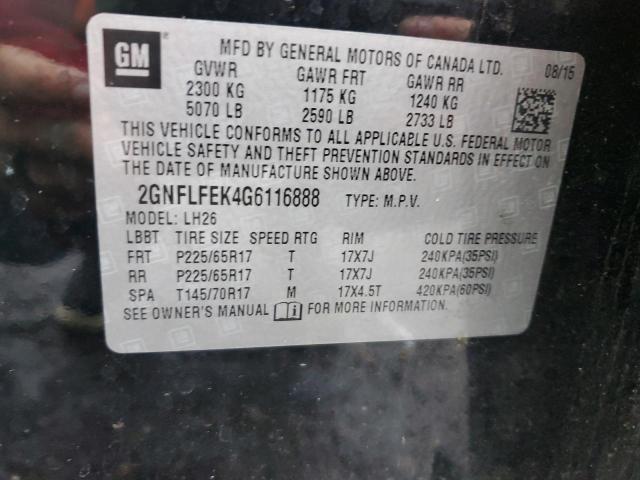 GM
MFD BY GENERAL MOTORS OF CANADA LTD. 08/15
GVWR GAWR FRT GAWR RR
2300 KG 1175 KG 1240 KG
5070 LB 2590 LB 2733 LB
THIS VEHICLE CONFORMS TO ALL APPLICABLE U.S. FEDERAL MOTOR
VEHICLE SAFETY AND THEFT PREVENTION STANDARDS IN EFFECT ON
THE DATE OF MANUFACTURE SHOWN ABOVE.
2GNFLFEK4G6116888 TYPE: M.P.V.
MODEL: LH26
LBBT TIRE SIZE SPEED RTG RIM COLD TIRE PRESSURE
FRT P225/65R17 T 17X7J 240KPA(35PSI)
RR P225/65R17 T 17X7J 240KPA(35PSI)
SPA T145/70R17 M 17X4.5T 420KPA(60PSI)
SEE OWNER'S MANUAL FOR MORE INFORMATION.